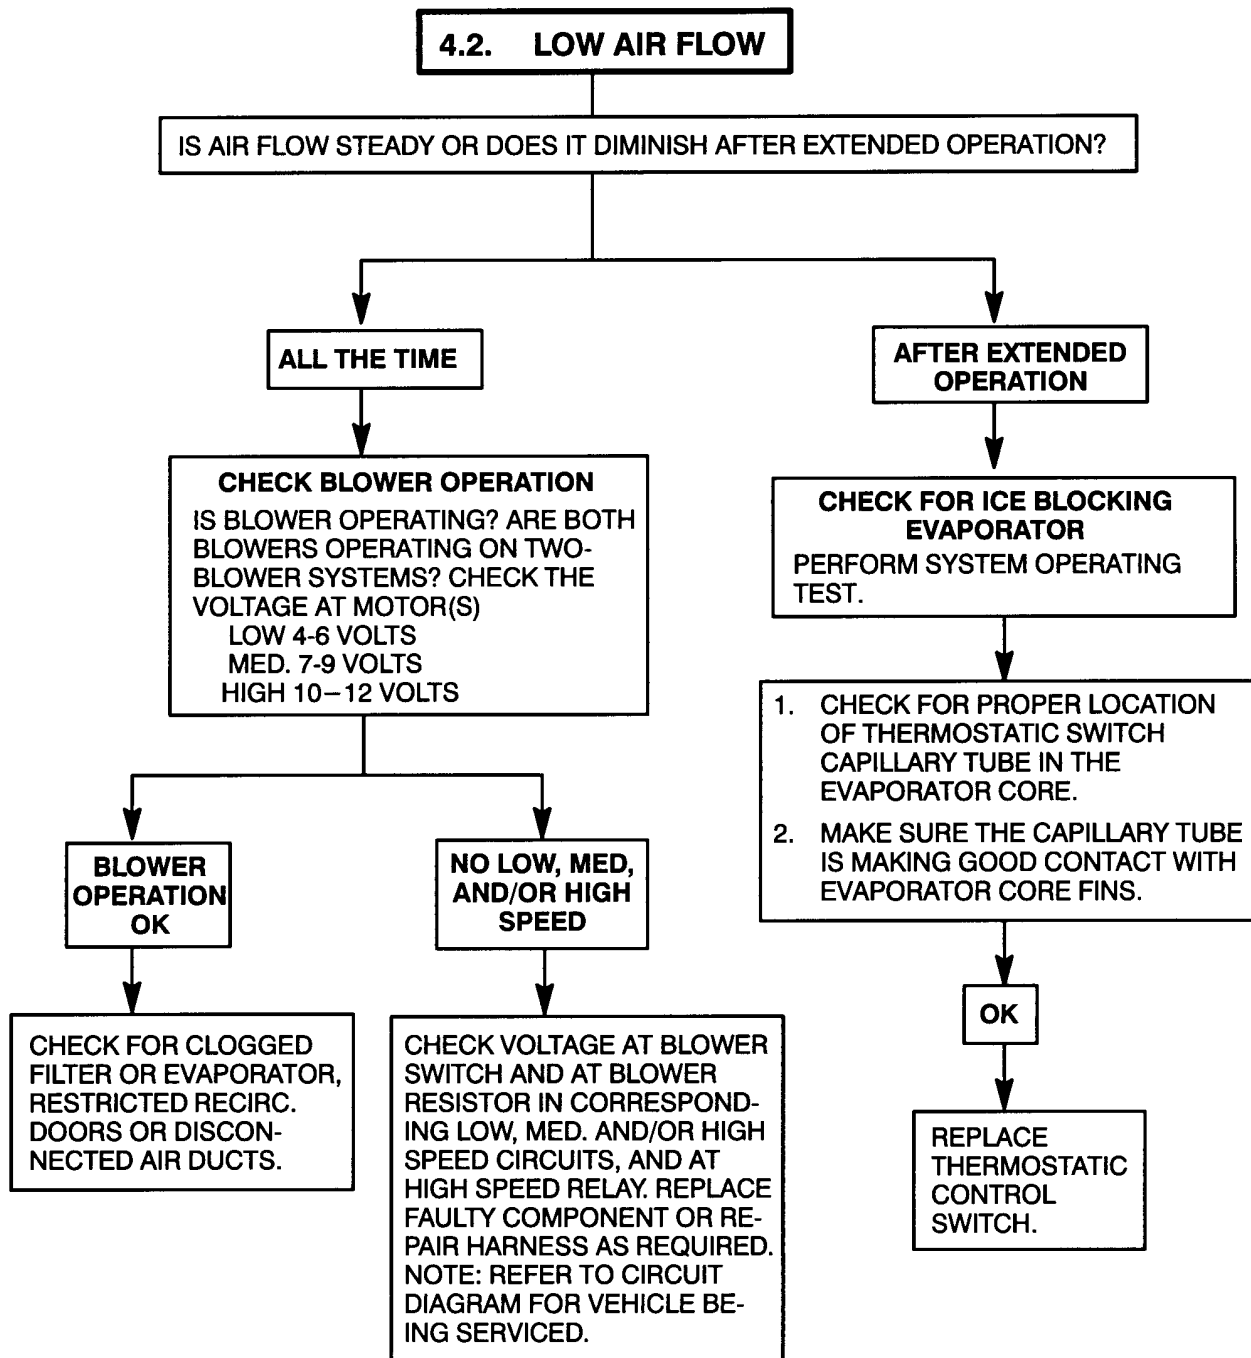 4.2. LOW AIR FLOW
IS AIR FLOW STEADY OR DOES IT DIMINISH AFTER EXTENDED OPERATION?
ALL THE TIME
CHECK BLOWER OPERATION
IS BLOWER OPERATING? ARE BOTH
BLOWERS OPERATING ON TWO-
BLOWER SYSTEMS? CHECK THE
VOLTAGE AT MOTOR(S)
LOW 4-6 VOLTS
MED. 7-9 VOLTS
HIGH 10–12 VOLTS
BLOWER
OPERATION
OK
CHECK FOR CLOGGED
FILTER OR EVAPORATOR,
RESTRICTED RECIRC.
DOORS OR DISCON-
NECTED AIR DUCTS.
NO LOW, MED,
AND/OR HIGH
SPEED
CHECK VOLTAGE AT BLOWER
SWITCH AND AT BLOWER
RESISTOR IN CORRESPOND-
ING LOW, MED. AND/OR HIGH
SPEED CIRCUITS, AND AT
HIGH SPEED RELAY. REPLACE
FAULTY COMPONENT OR RE-
PAIR HARNESS AS REQUIRED.
NOTE: REFER TO CIRCUIT
DIAGRAM FOR VEHICLE BE-
ING SERVICED.
AFTER EXTENDED
OPERATION
CHECK FOR ICE BLOCKING
EVAPORATOR
PERFORM SYSTEM OPERATING
TEST.
1. CHECK FOR PROPER LOCATION
OF THERMOSTATIC SWITCH
CAPILLARY TUBE IN THE
EVAPORATOR CORE.
2. MAKE SURE THE CAPILLARY TUBE
IS MAKING GOOD CONTACT WITH
EVAPORATOR CORE FINS.
OK
REPLACE
THERMOSTATIC
CONTROL
SWITCH.